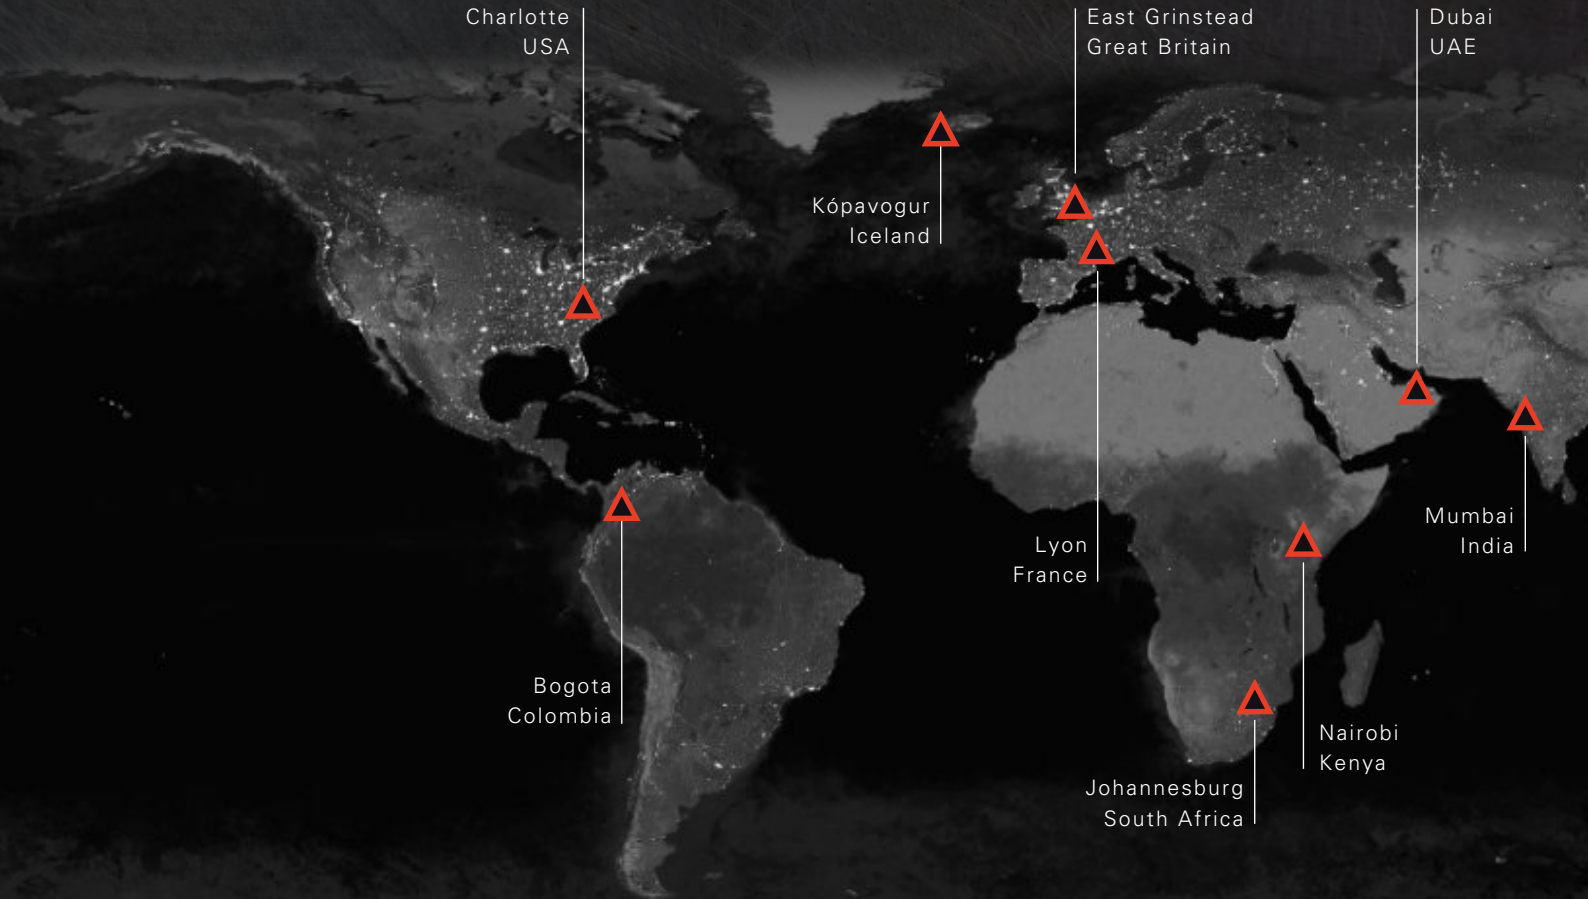 Charlotte
USA
East Grinstead
Great Britain
Dubai
UAE
Kópavogur
Iceland
Mumbai
India
Lyon
France
Bogota
Colombia
Nairobi
Kenya
Johannesburg
South Africa